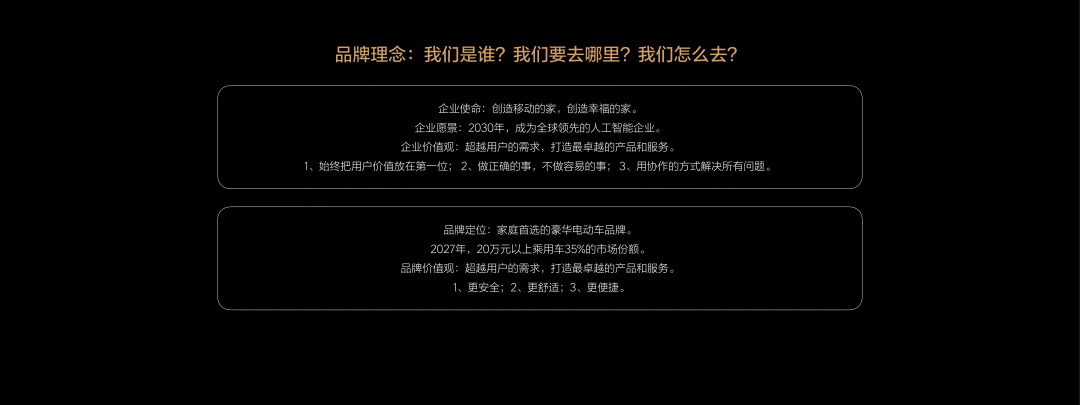 品牌理念：我们是谁？我们要去哪里？我们怎么去？
企业使命：创造移动的家，创造幸福的家。
企业愿景：2030年，成为全球领先的人工智能企业。
企业价值观：超越用户的需求，打造最卓越的产品和服务。
1、始终把用户价值放在第一位； 2、做正确的事，不做容易的事； 3、用协作的方式解决所有问题。
品牌定位：家庭首选的豪华电动车品牌。
2027年，20万元以上乘用车35%的市场份额。
品牌价值观：超越用户的需求，打造最卓越的产品和服务。
1、更安全；2、更舒适；3、更便捷。